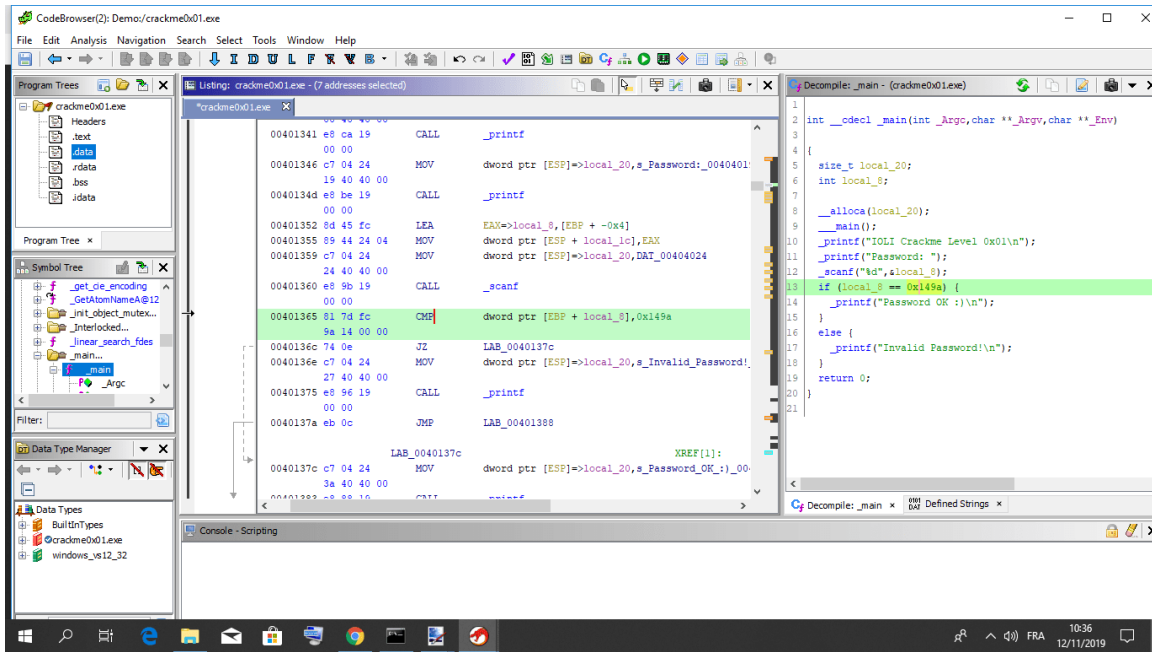 CodeBrowser(2): Demo:/crackme0x01.exe
File Edit Analysis Navigation Search Select Tools Window Help
I D U L F R V B
Program Trees
crackme0x01.exe
Headers
.text
.data
.rdata
.bss
.idata
Program Tree ×
Symbol Tree
_get_cie_encoding
_GetAtomNameA@12
_init_object_mutex...
_Interlocked...
_linear_search_fdes
_main...
_main
_Argc
Filter:
Data Type Manager
Data Types
BuiltInTypes
crackme0x01.exe
windows_vs12_32
Listing: crackme0x01.exe - (7 addresses selected)
*crackme0x01.exe
00401341 e8 ca 19 CALL _printf
00 00
00401346 c7 04 24 MOV dword ptr [ESP]=>local_20,s_Password:_0040401
19 40 40 00
0040134d e8 be 19 CALL _printf
00 00
00401352 8d 45 fc LEA EAX=>local_8,[EBP + -0x4]
00401355 89 44 24 04 MOV dword ptr [ESP + local_1c],EAX
00401359 c7 04 24 MOV dword ptr [ESP]=>local_20,DAT_00404024
24 40 40 00
00401360 e8 9b 19 CALL _scanf
00 00
00401365 81 7d fc CMP dword ptr [EBP + local_8],0x149a
9a 14 00 00
0040136c 74 0e JZ LAB_0040137c
0040136e c7 04 24 MOV dword ptr [ESP]=>local_20,s_Invalid_Password!_
27 40 40 00
00401375 e8 96 19 CALL _printf
00 00
0040137a eb 0c JMP LAB_00401388
LAB_0040137c XREF[1]:
0040137c c7 04 24 MOV dword ptr [ESP]=>local_20,s_Password_OK_:)_00
3a 40 40 00
00401383 e8 88 19 CALL _printf
Decompile: _main - (crackme0x01.exe)
1
2 int __cdecl _main(int _Argc,char **_Argv,char **_Env)
3
4 {
5 size_t local_20;
6 int local_8;
7
8 __alloca(local_20);
9 ___main();
10 _printf("IOLI Crackme Level 0x01\n");
11 _printf("Password: ");
12 _scanf("%d",&local_8);
13 if (local_8 == 0x149a) {
14 _printf("Password OK :)\n");
15 }
16 else {
17 _printf("Invalid Password!\n");
18 }
19 return 0;
20 }
21
Decompile: _main × Defined Strings ×
Console - Scripting
FRA
10:36
12/11/2019